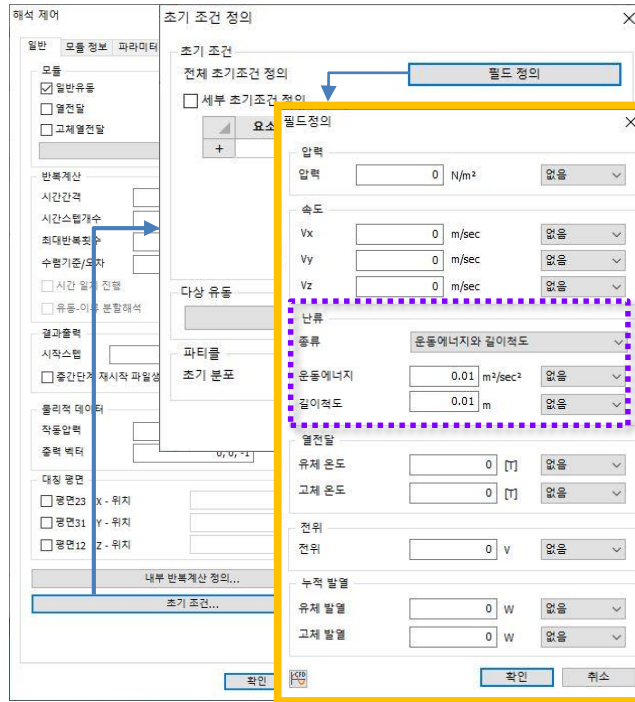 해석 제어
일반 모듈 정보 파라미터
모듈
일반유동
열전달
고체열전달
반복계산
시간간격
시간스텝개수
최대반복횟수
수렴기준/오차
유동-이류 분할해석
결과출력
시작스텝
중간단계 재시작 파일생
물리적 데이터
작동압력
중력 벡터 0, 0, -1
대칭 평면
평면23 X - 위치
평면31 Y - 위치
평면12 Z - 위치
내부 반복계산 정의...
초기 조건...
확인
초기 조건 정의
초기 조건
전체 초기조건 정의 필드 정의
세부 초기조건 정의
요소
+
다상 유동
파티클
초기 분포
필드정의
압력
압력 0 N/m² 없음
속도
Vx 0 m/sec 없음
Vy 0 m/sec 없음
Vz 0 m/sec 없음
난류
종류 운동에너지와 길이척도
운동에너지 0.01 m²/sec² 없음
길이척도 0.01 m 없음
열전달
유체 온도 0 [T] 없음
고체 온도 0 [T] 없음
전위
전위 0 V 없음
누적 발열
유체 발열 0 W 없음
고체 발열 0 W 없음
CFD
확인 취소